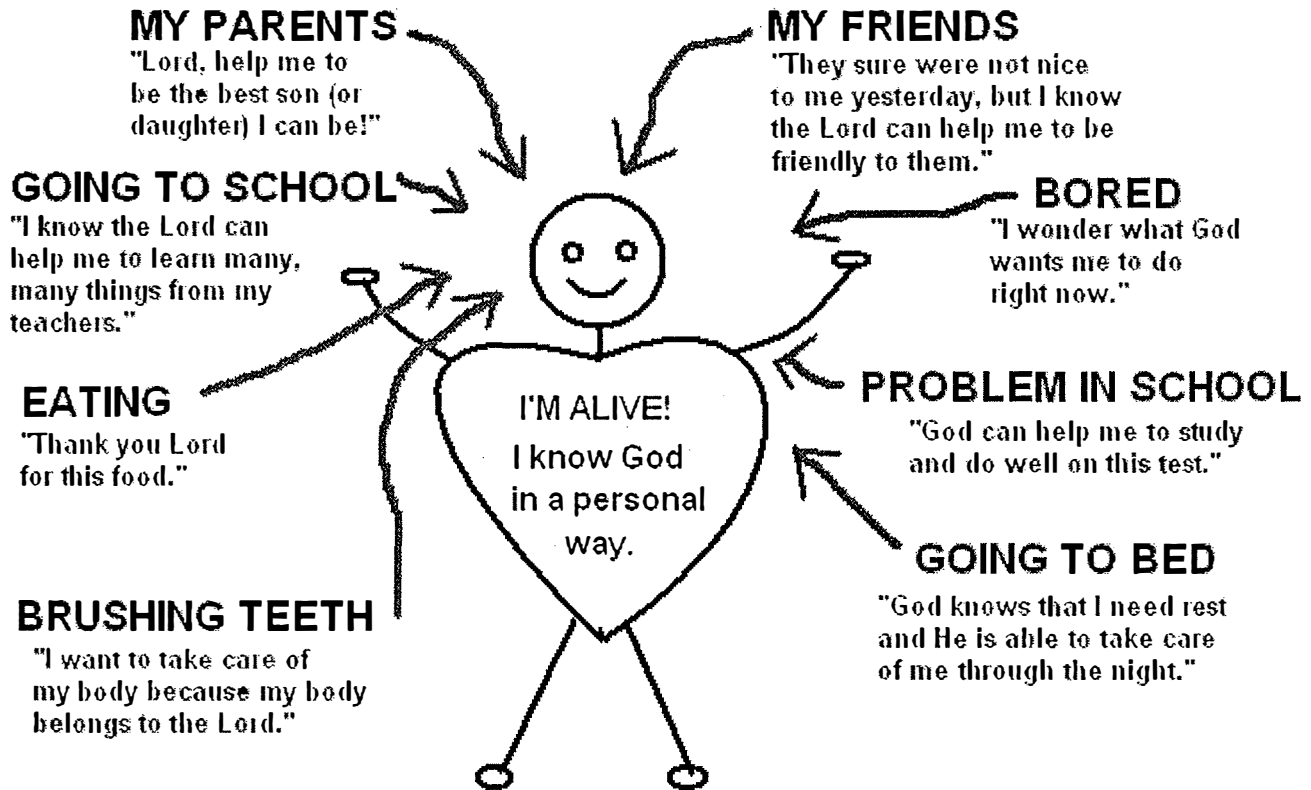 MY PARENTS
"Lord, help me to
be the best son (or
daughter) I can be!"
MY FRIENDS
"They sure were not nice
to me yesterday, but I know
the Lord can help me to be
friendly to them."
GOING TO SCHOOL
"I know the Lord can
help me to learn many,
many things from my
teachers."
BORED
"I wonder what God
wants me to do
right now."
EATING
"Thank you Lord
for this food."
I'M ALIVE!
I know God
in a personal
way.
PROBLEM IN SCHOOL
"God can help me to study
and do well on this test."
BRUSHING TEETH
"I want to take care of
my body because my body
belongs to the Lord."
GOING TO BED
"God knows that I need rest
and He is able to take care
of me through the night."